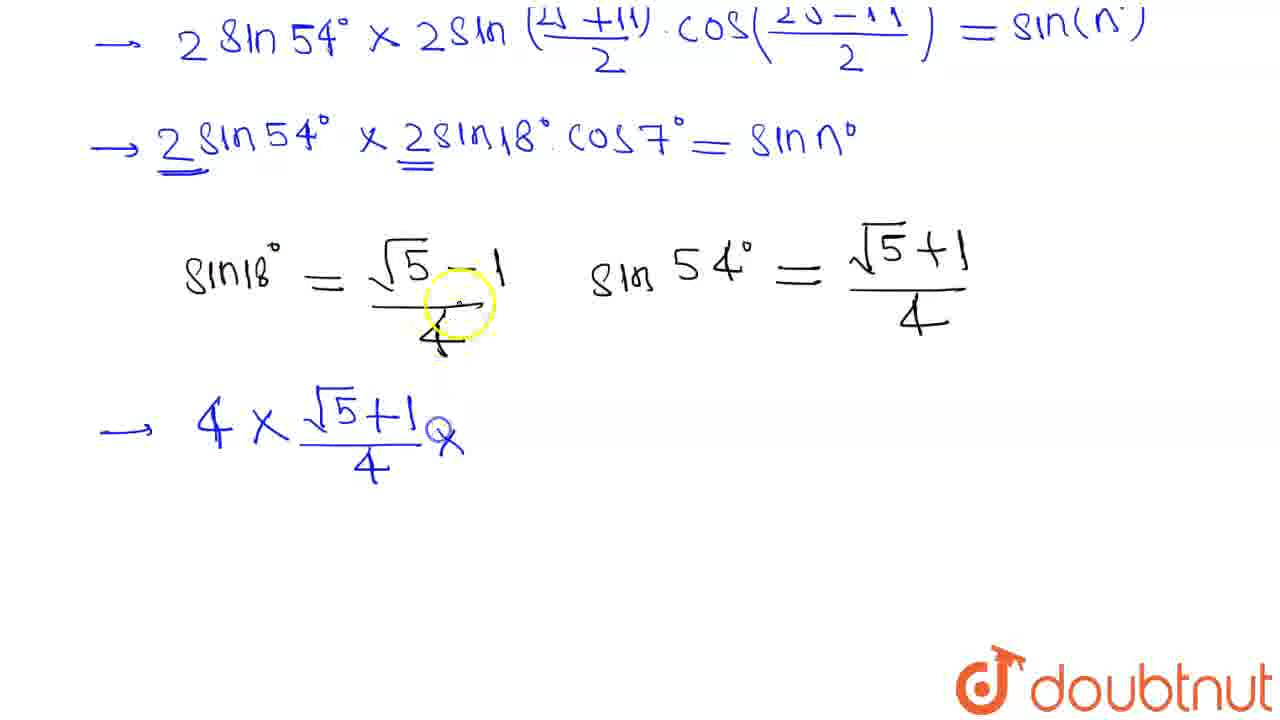 → 2 sin 54° × 2 sin (25+11)/2 . cos(25-11/2) = sin(n°)
→ 2 sin 54° × 2 sin 18° . cos 7° = sin n°
sin 18° = √5 - 1 / 4 sin 54° = √5 + 1 / 4
→ 4 × √5 + 1 / 4 ×
doubtnut